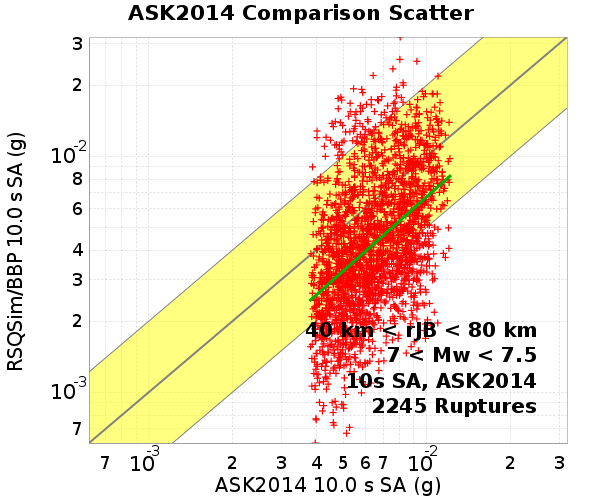 ASK2014 Comparison Scatter
RSQSim/BBP 10.0 s SA (g)
3
2
10-2
8
6
4
3
2
10-3
7
40 km < rJB < 80 km
7 < Mw < 7.5
10s SA, ASK2014
2245 Ruptures
7 10-3 2 3 4 5 6 7 10-2 2 3
ASK2014 10.0 s SA (g)